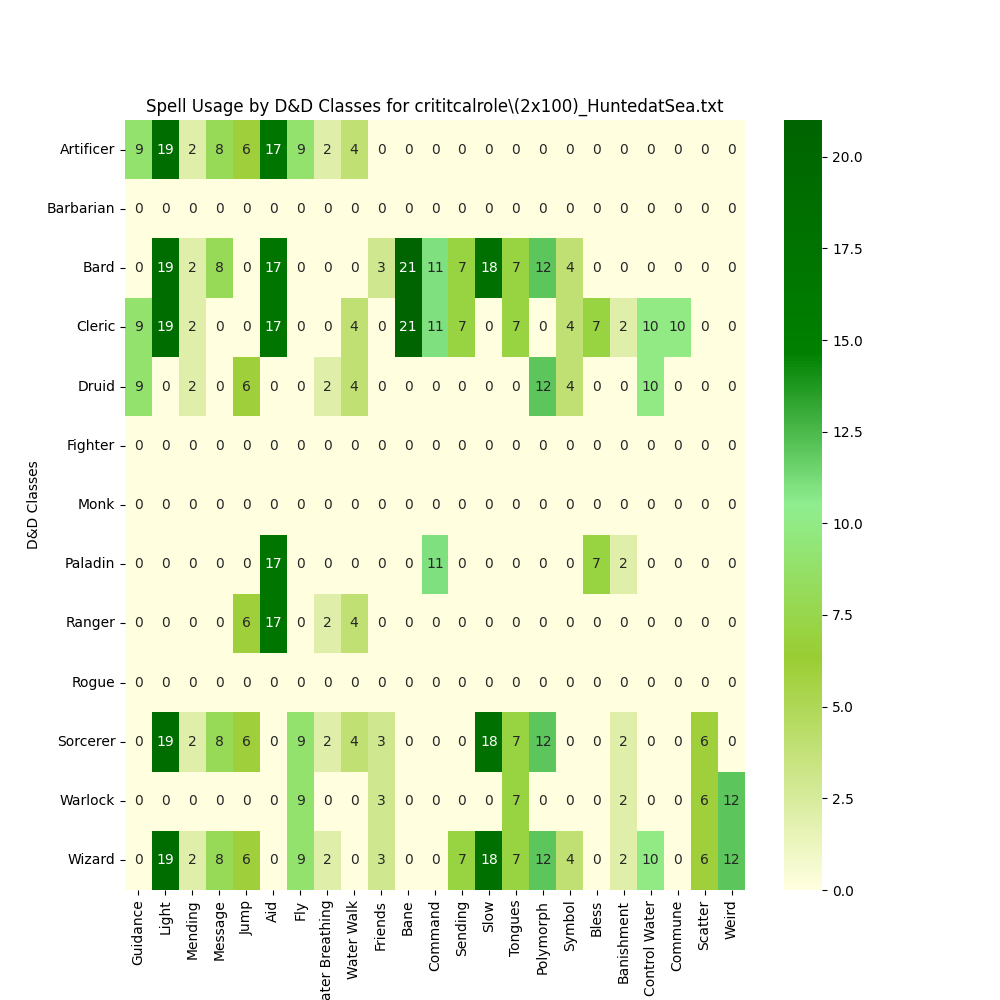 Spell Usage by D&D Classes for crititcalrole\(2x100)_HuntedatSea.txt
Artificer 9 19 2 8 6 17 9 2 4 0 0 0 0 0 0 0 0 0 0 0 0 0 0
Barbarian 0 0 0 0 0 0 0 0 0 0 0 0 0 0 0 0 0 0 0 0 0 0 0
Bard 0 19 2 8 0 17 0 0 0 3 21 11 7 18 7 12 4 0 0 0 0 0 0
Cleric 9 19 2 0 0 17 0 0 4 0 21 11 7 0 7 0 4 7 2 10 10 0 0
Druid 9 0 2 0 6 0 0 2 4 0 0 0 0 0 0 12 4 0 0 10 0 0 0
Fighter 0 0 0 0 0 0 0 0 0 0 0 0 0 0 0 0 0 0 0 0 0 0 0
Monk 0 0 0 0 0 0 0 0 0 0 0 0 0 0 0 0 0 0 0 0 0 0 0
Paladin 0 0 0 0 0 17 0 0 0 0 0 11 0 0 0 0 0 7 2 0 0 0 0
Ranger 0 0 0 0 6 17 0 2 4 0 0 0 0 0 0 0 0 0 0 0 0 0 0
Rogue 0 0 0 0 0 0 0 0 0 0 0 0 0 0 0 0 0 0 0 0 0 0 0
Sorcerer 0 19 2 8 6 0 9 2 4 3 0 0 0 18 7 12 0 0 2 0 0 6 0
Warlock 0 0 0 0 0 0 9 0 0 3 0 0 0 0 7 0 0 0 2 0 0 6 12
Wizard 0 19 2 8 6 0 9 2 0 3 0 0 7 18 7 12 4 0 2 10 0 6 12
D&D Classes
Guidance
Light
Mending
Message
Jump
Aid
Fly
ater Breathing
Water Walk
Friends
Bane
Command
Sending
Slow
Tongues
Polymorph
Symbol
Bless
Banishment
Control Water
Commune
Scatter
Weird
20.0
17.5
15.0
12.5
10.0
7.5
5.0
2.5
0.0